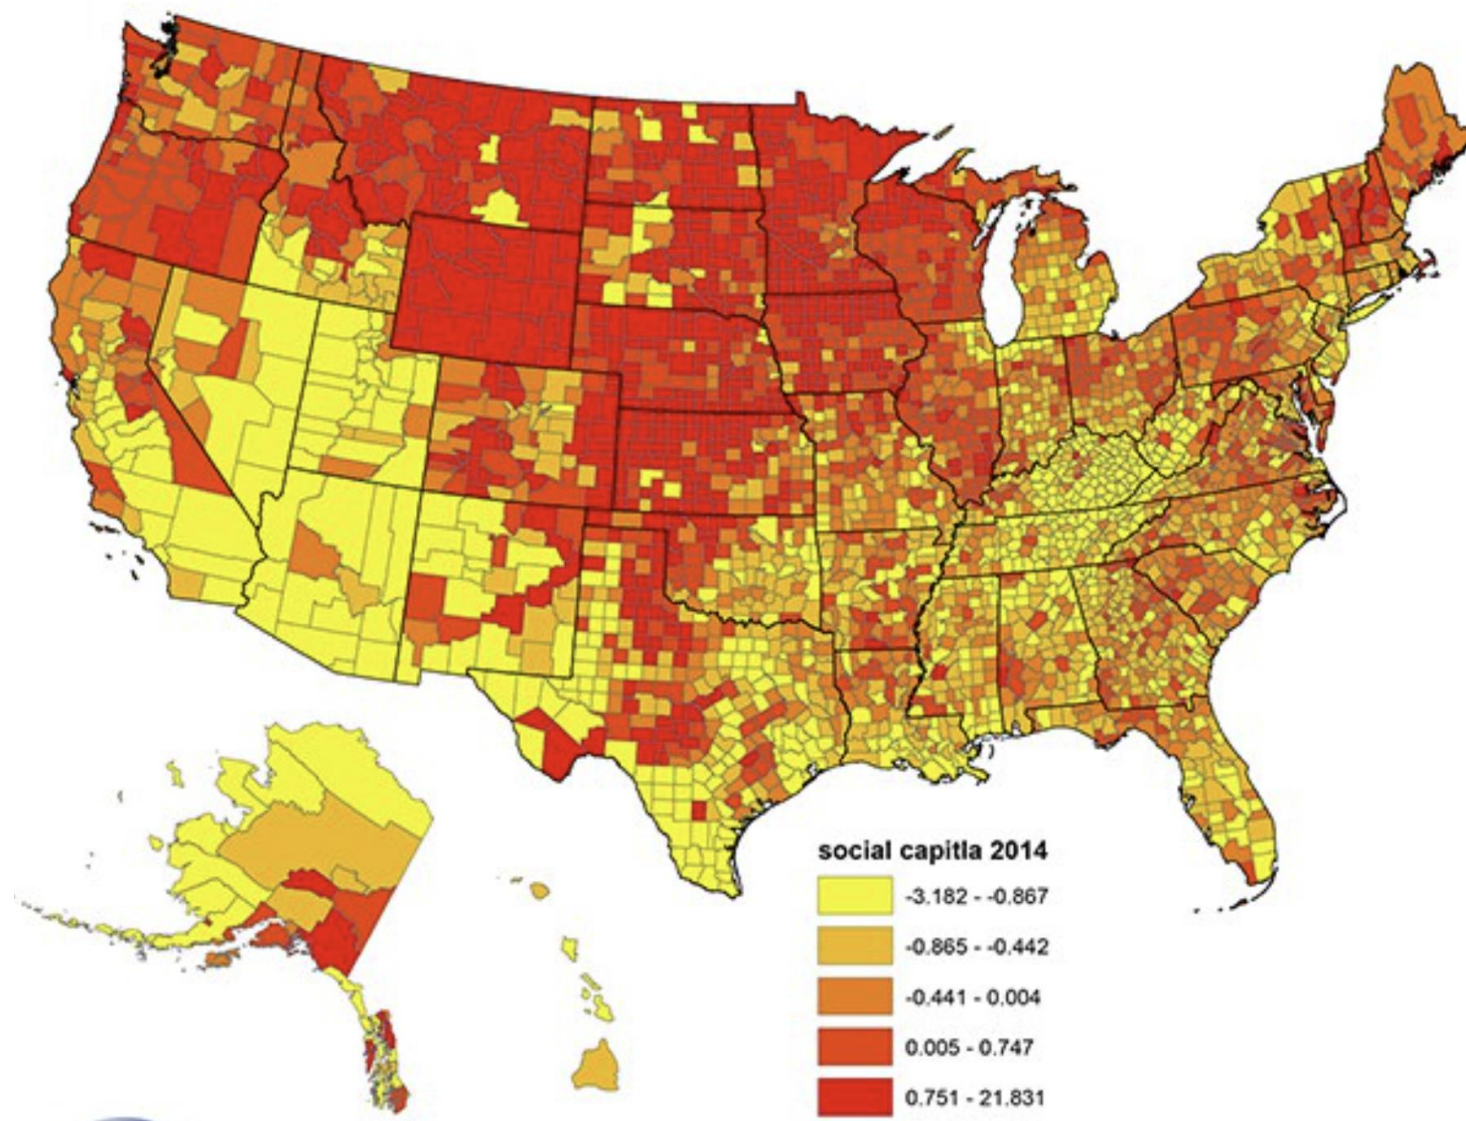 social capitla 2014
-3.182 - -0.867
-0.865 - -0.442
-0.441 - 0.004
0.005 - 0.747
0.751 - 21.831